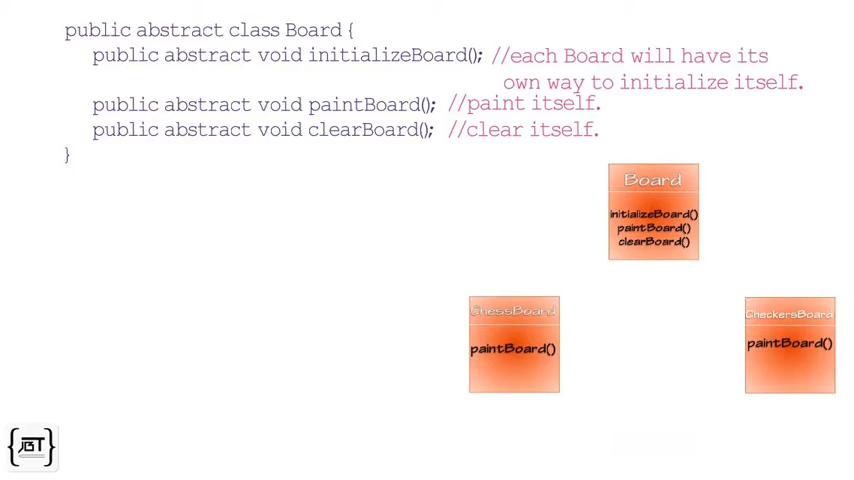 public abstract class Board {
public abstract void initializeBoard(); //each Board will have its
own way to initialize itself.
public abstract void paintBoard(); //paint itself.
public abstract void clearBoard(); //clear itself.
}
Board
initializeBoard()
paintBoard()
clearBoard()
ChessBoard
paintBoard()
CheckersBoard
paintBoard()
{JBT}